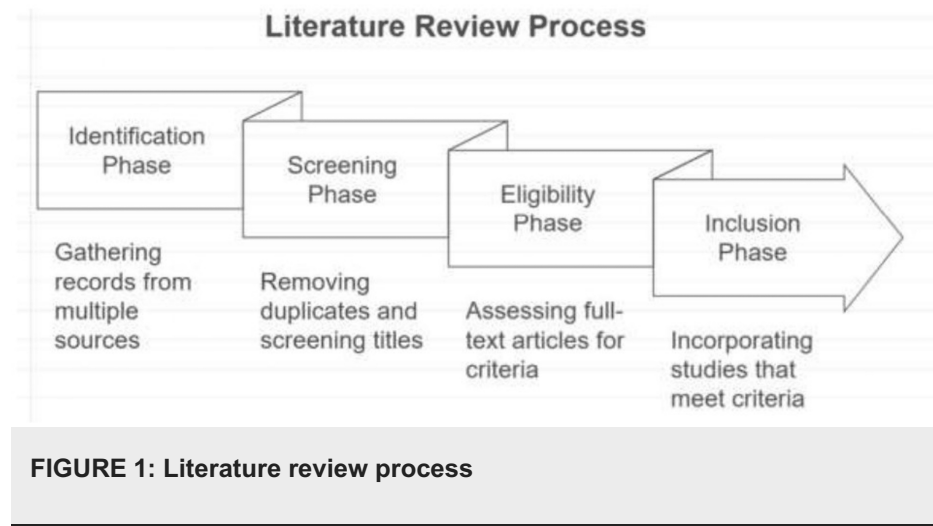 Literature Review Process
Identification
Phase
Gathering
records from
multiple
sources
Screening
Phase
Removing
duplicates and
screening titles
Eligibility
Phase
Assessing full-
text articles for
criteria
Inclusion
Phase
Incorporating
studies that
meet criteria
FIGURE 1: Literature review process